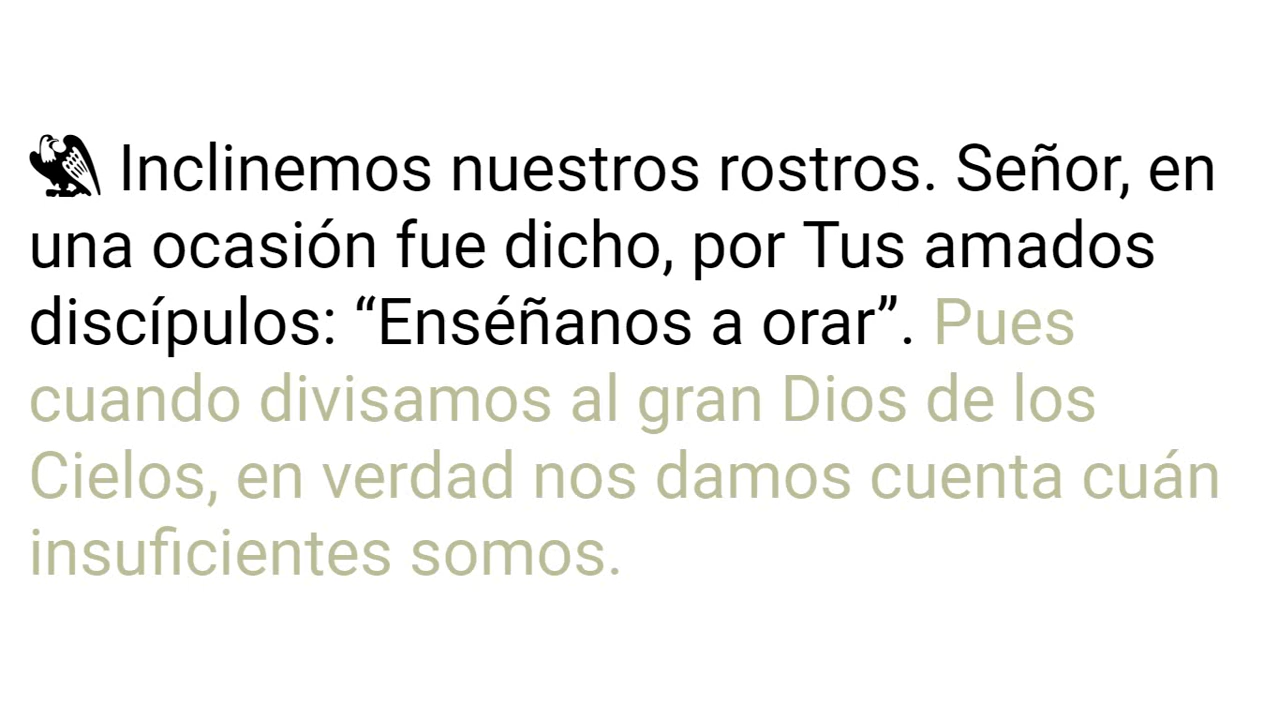 Inclinemos nuestros rostros. Señor, en
una ocasión fue dicho, por Tus amados
discípulos: “Enséñanos a orar”. Pues
cuando divisamos al gran Dios de los
Cielos, en verdad nos damos cuenta cuán
insuficientes somos.